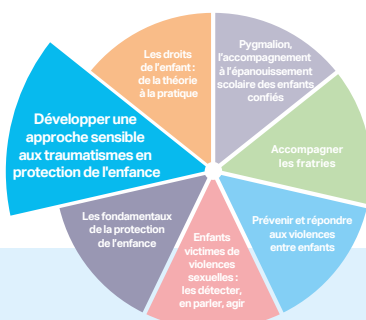 Les droits
de l'enfant :
de la théorie
à la pratique
Pygmalion,
l'accompagnement
à l'épanouissement
scolaire des enfants
confiés
Accompagner
les fratries
Prévenir et répondre
aux violences
entre enfants
Enfants
victimes de
violences
sexuelles :
les détecter,
en parler, agir
Les fondamentaux
de la protection
de l'enfance
Développer une
approche sensible
aux traumatismes en
protection de l'enfance